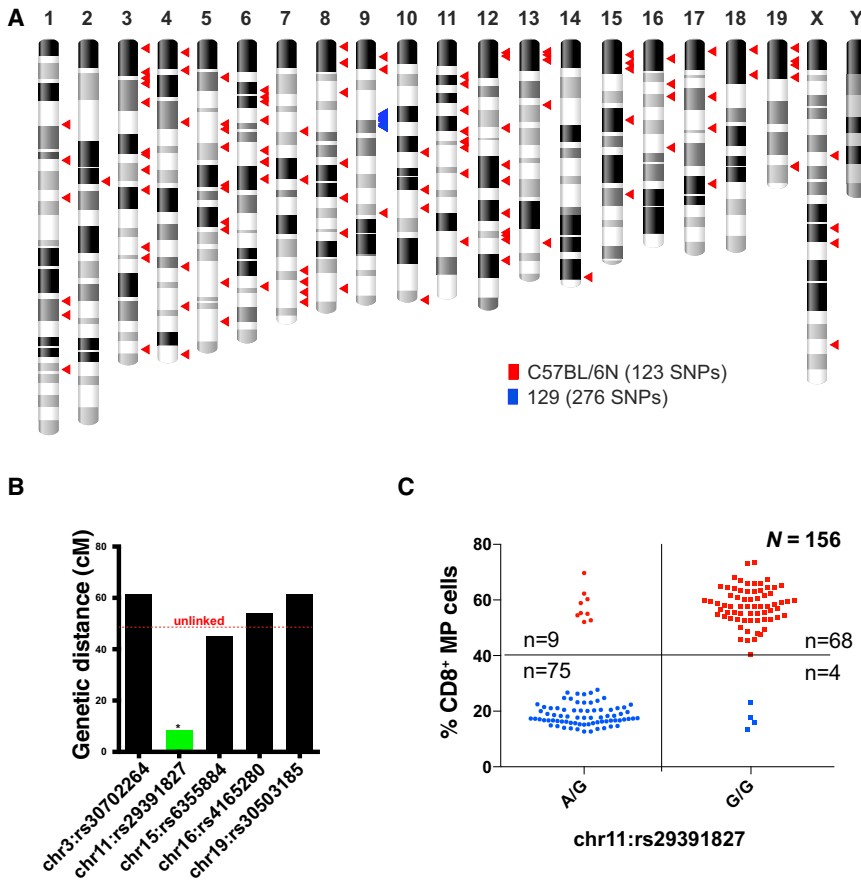 A
1 2 3 4 5 6 7 8 9 10 11 12 13 14 15 16 17 18 19 X Y
C57BL/6N (123 SNPs)
129 (276 SNPs)
B
Genetic distance (cM)
80
60
40
20
0
unlinked
*
chr3:rs30702264
chr11:rs29391827
chr15:rs6355884
chr16:rs4165280
chr19:rs30503185
C
N = 156
% CD8⁺ MP cells
80
60
40
20
0
n=9
n=68
n=75
n=4
A/G
G/G
chr11:rs29391827